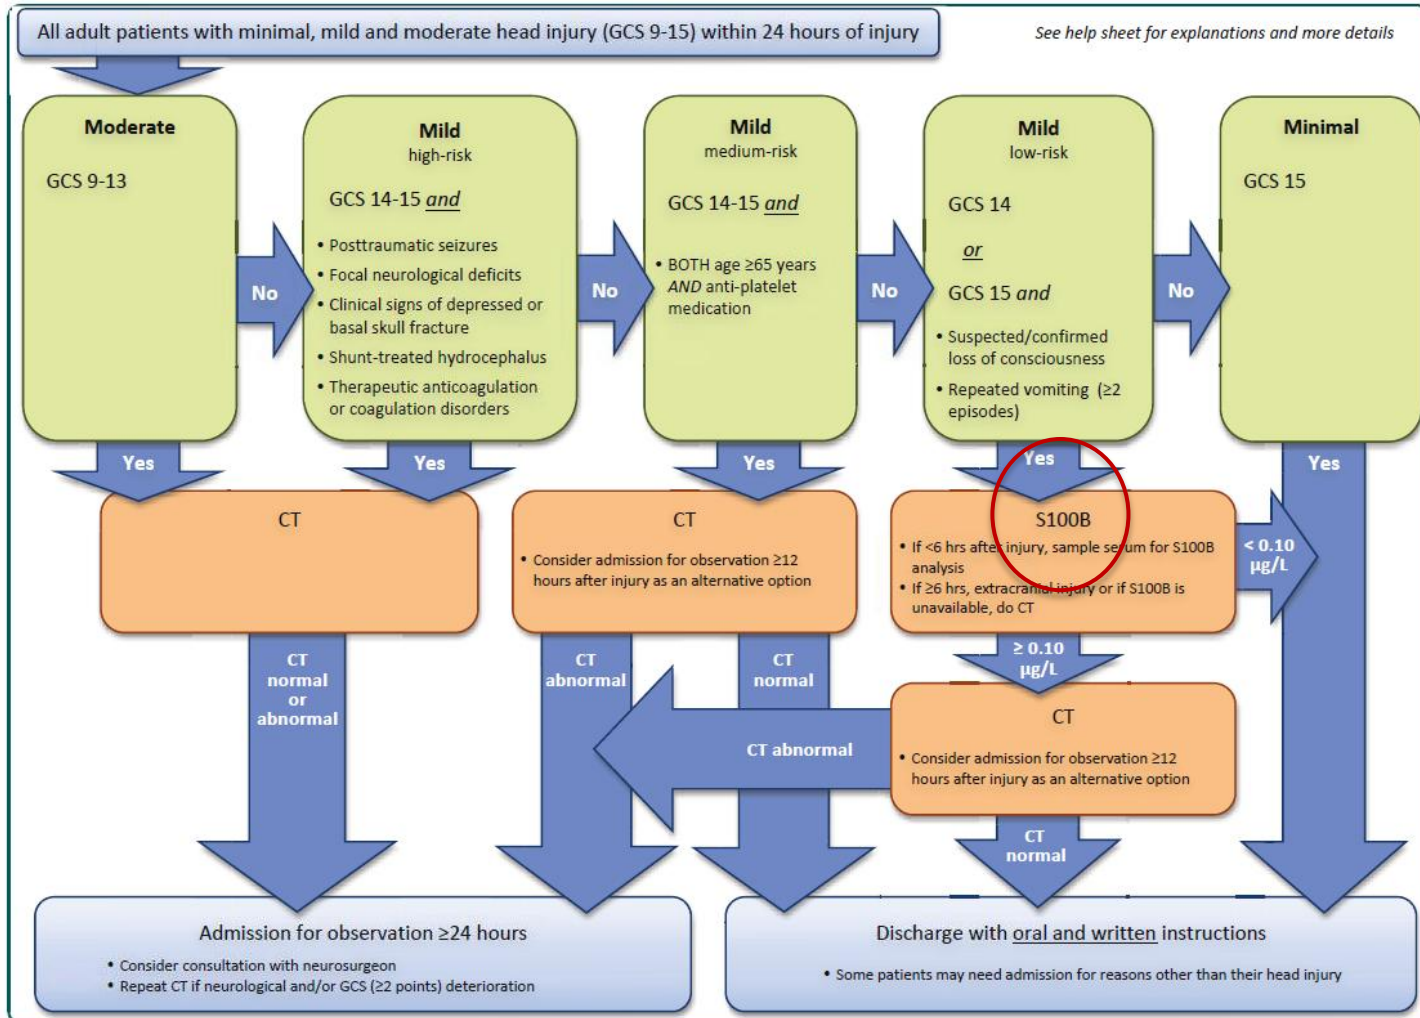 All adult patients with minimal, mild and moderate head injury (GCS 9-15) within 24 hours of injury
See help sheet for explanations and more details
Moderate
GCS 9-13
No
Yes
Mild
high-risk
GCS 14-15 and
• Posttraumatic seizures
• Focal neurological deficits
• Clinical signs of depressed or
basal skull fracture
• Shunt-treated hydrocephalus
• Therapeutic anticoagulation
or coagulation disorders
No
Yes
Mild
medium-risk
GCS 14-15 and
• BOTH age ≥65 years
AND anti-platelet
medication
No
Yes
Mild
low-risk
GCS 14
or
GCS 15 and
• Suspected/confirmed
loss of consciousness
• Repeated vomiting (≥2
episodes)
No
Yes
Minimal
GCS 15
Yes
CT
CT
• Consider admission for observation ≥12
hours after injury as an alternative option
S100B
• If <6 hrs after injury, sample serum for S100B
analysis
• If ≥6 hrs, extracranial injury or if S100B is
unavailable, do CT
< 0.10
µg/L
≥ 0.10
µg/L
CT
normal
or
abnormal
CT
abnormal
CT
normal
CT abnormal
CT
• Consider admission for observation ≥12
hours after injury as an alternative option
CT
normal
Admission for observation ≥24 hours
• Consider consultation with neurosurgeon
• Repeat CT if neurological and/or GCS (≥2 points) deterioration
Discharge with oral and written instructions
• Some patients may need admission for reasons other than their head injury